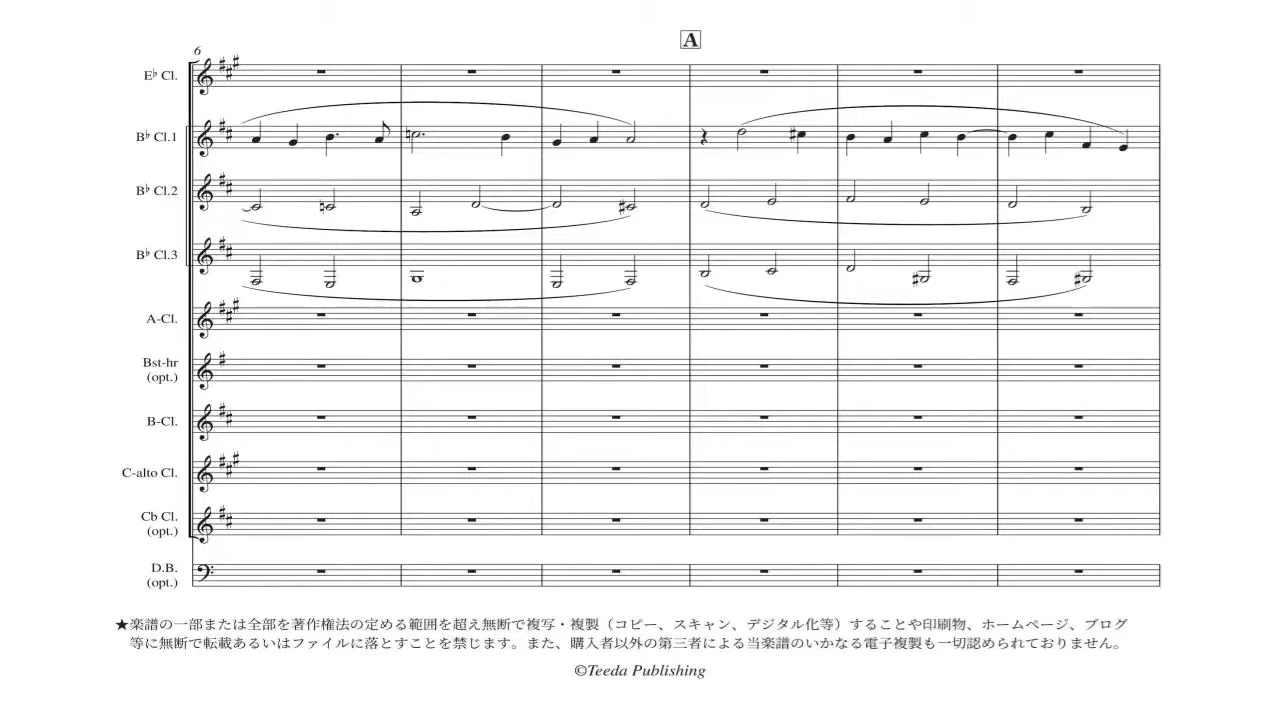 A
6
E♭ Cl.
B♭ Cl.1
B♭ Cl.2
B♭ Cl.3
A-Cl.
Bst-hr
(opt.)
B-Cl.
C-alto Cl.
Cb Cl.
(opt.)
D.B.
(opt.)
★楽譜の一部または全部を著作権法の定める範囲を超え無断で複写・複製（コピー、スキャン、デジタル化等）することや印刷物、ホームページ、ブログ
等に無断で転載あるいはファイルに落とすことを禁じます。また、購入者以外の第三者による当楽譜のいかなる電子複製も一切認められておりません。
©Teeda Publishing